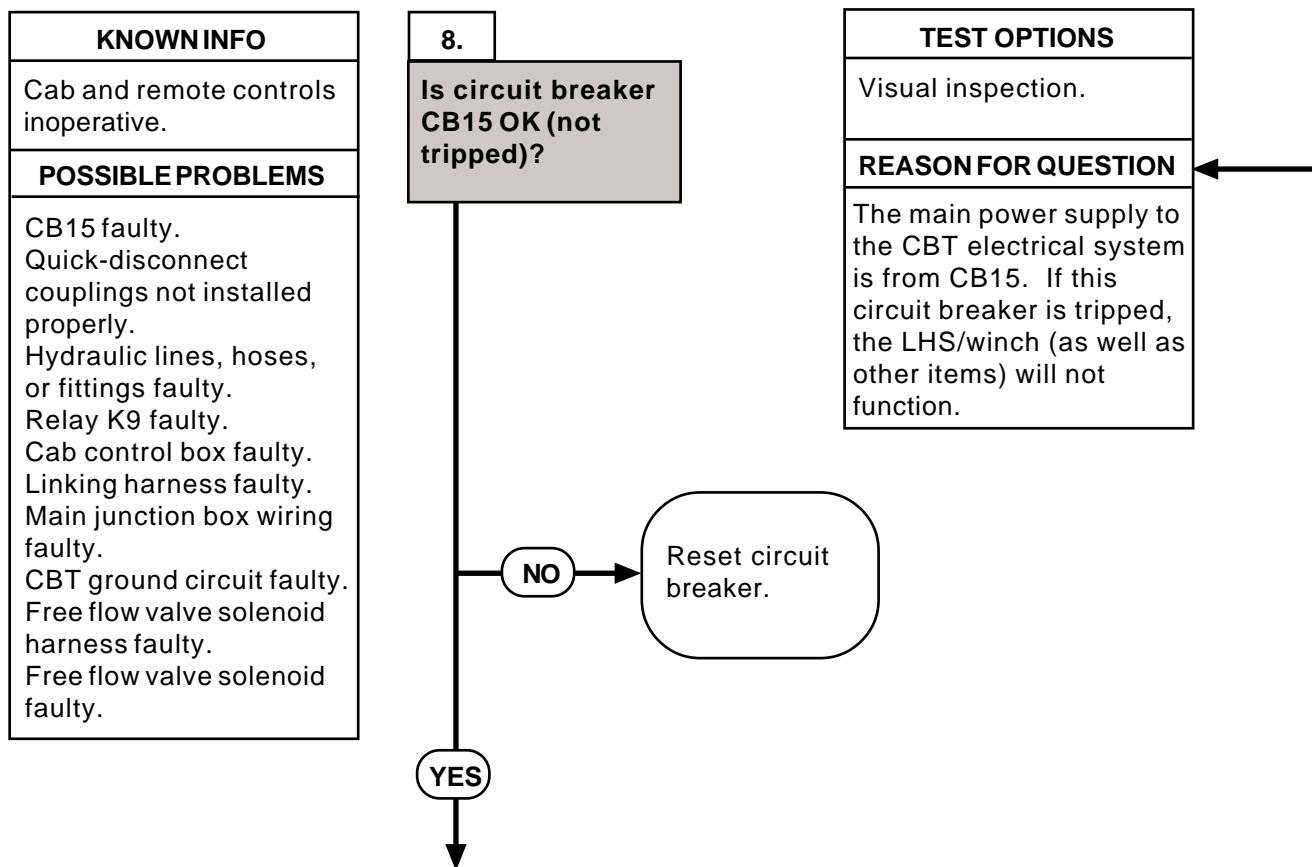 KNOWN INFO
Cab and remote controls
inoperative.
POSSIBLE PROBLEMS
CB15 faulty.
Quick-disconnect
couplings not installed
properly.
Hydraulic lines, hoses,
or fittings faulty.
Relay K9 faulty.
Cab control box faulty.
Linking harness faulty.
Main junction box wiring
faulty.
CBT ground circuit faulty.
Free flow valve solenoid
harness faulty.
Free flow valve solenoid
faulty.
8.
Is circuit breaker
CB15 OK (not
tripped)?
NO
Reset circuit
breaker.
YES
TEST OPTIONS
Visual inspection.
REASON FOR QUESTION
The main power supply to
the CBT electrical system
is from CB15. If this
circuit breaker is tripped,
the LHS/winch (as well as
other items) will not
function.